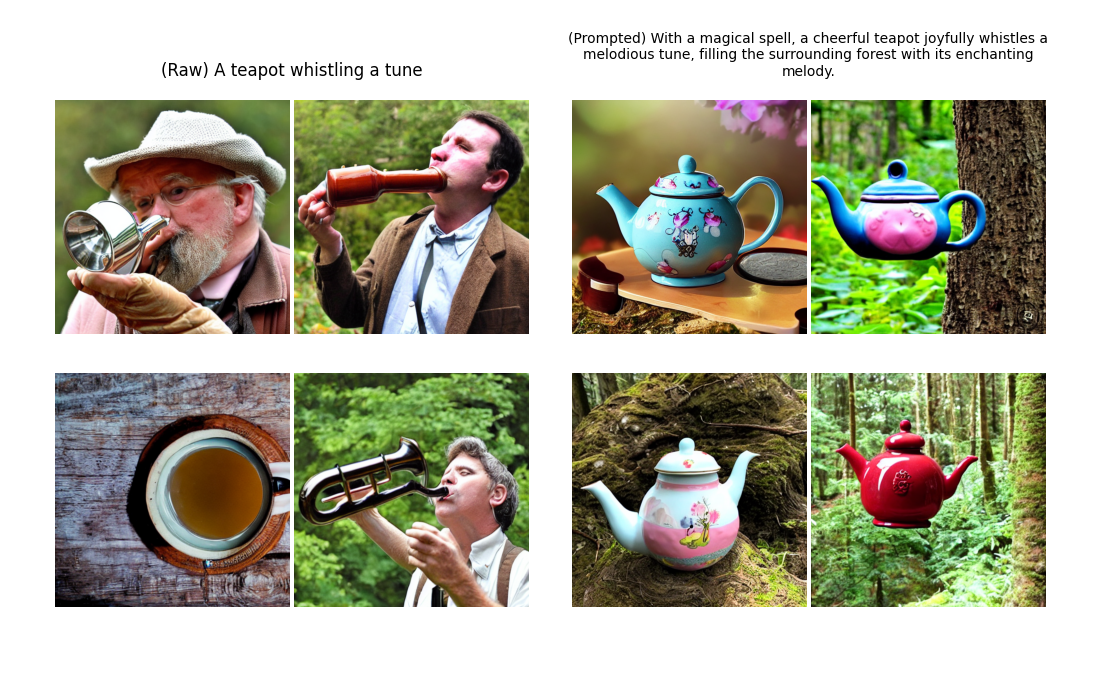 (Raw) A teapot whistling a tune
(Prompted) With a magical spell, a cheerful teapot joyfully whistles a
melodious tune, filling the surrounding forest with its enchanting
melody.